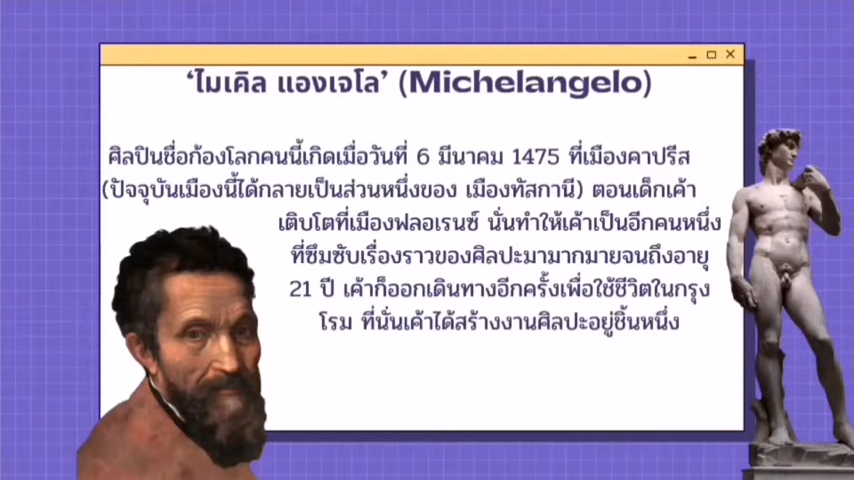 ‘ไมเคิล แองเจโล’ (Michelangelo)
ศิลปินชื่อก้องโลกคนนี้เกิดเมื่อวันที่ 6 มีนาคม 1475 ที่เมืองคาปรีส
(ปัจจุบันเมืองนี้ได้กลายเป็นส่วนหนึ่งของ เมืองทัสกานี) ตอนเด็กเค้า
เติบโตที่เมืองฟลอเรนซ์ นั่นทำให้เค้าเป็นอีกคนหนึ่ง
ที่ซึมซับเรื่องราวของศิลปะมามากมายจนถึงอายุ
21 ปี เค้าก็ออกเดินทางอีกครั้งเพื่อใช้ชีวิตในกรุง
โรม ที่นั่นเค้าได้สร้างงานศิลปะอยู่ชิ้นหนึ่ง